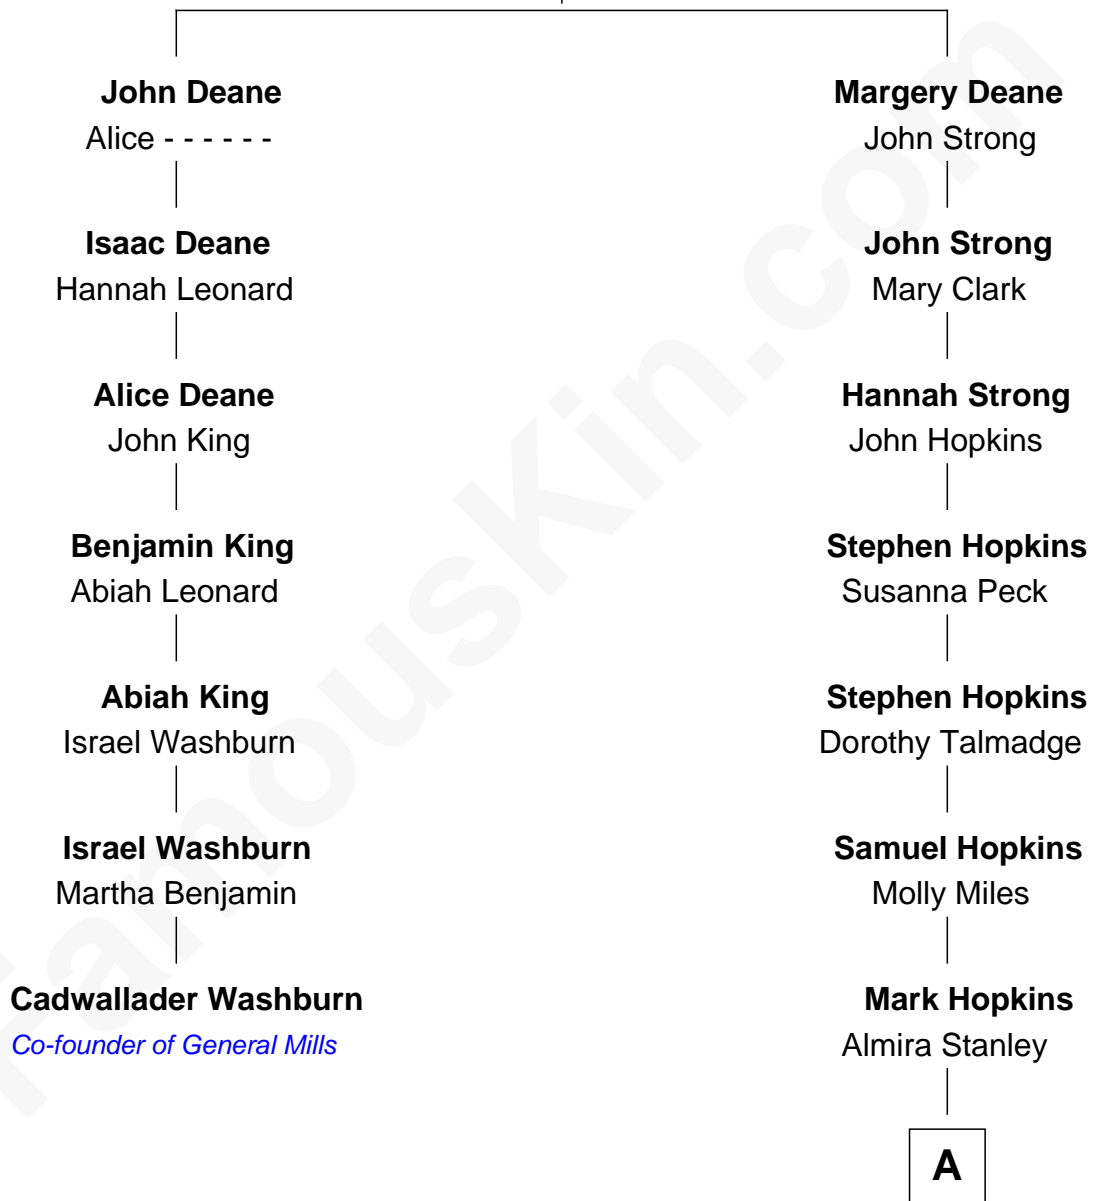 John Deane
Alice - - - - - -
Isaac Deane
Hannah Leonard
Alice Deane
John King
Benjamin King
Abiah Leonard
Abiah King
Israel Washburn
Israel Washburn
Martha Benjamin
Cadwallader Washburn
Co-founder of General Mills
Margery Deane
John Strong
John Strong
Mary Clark
Hannah Strong
John Hopkins
Stephen Hopkins
Susanna Peck
Stephen Hopkins
Dorothy Talmadge
Samuel Hopkins
Molly Miles
Mark Hopkins
Almira Stanley
A
FamousKin.com